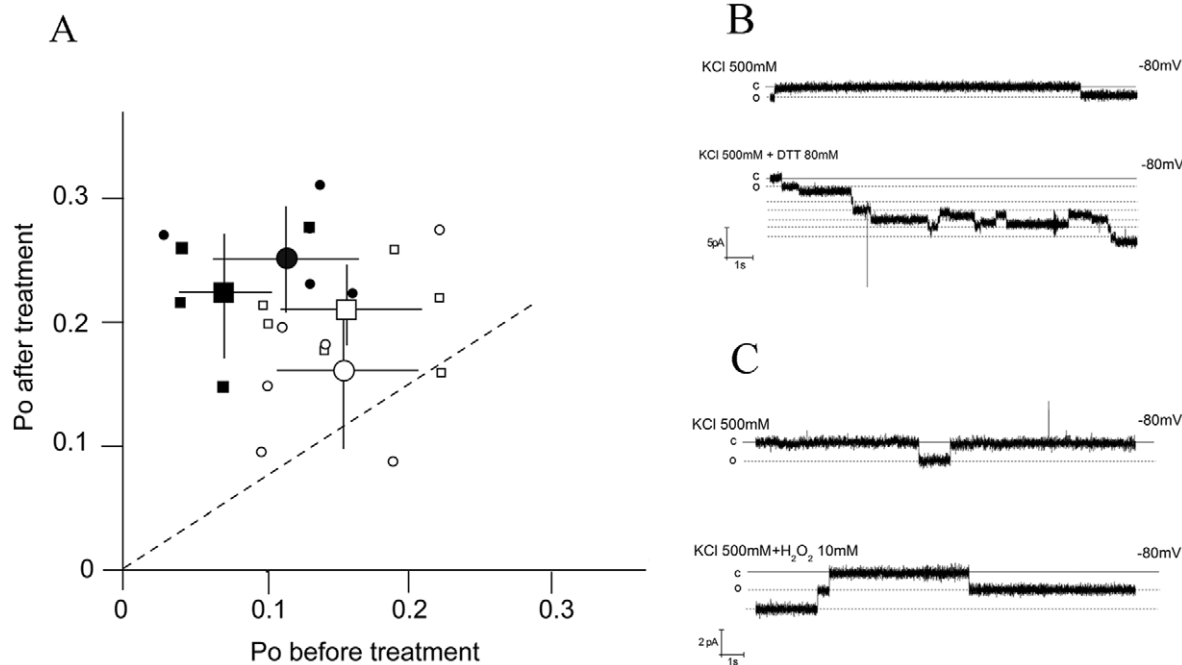 A
Po after treatment
0.3
0.2
0.1
0
0
0.1
0.2
0.3
Po before treatment
B
KCl 500mM
-80mV
c
o
KCl 500mM + DTT 80mM
-80mV
c
o
5pA
1s
C
KCl 500mM
-80mV
c
o
KCl 500mM+H₂O₂ 10mM
-80mV
c
o
2 pA
1s